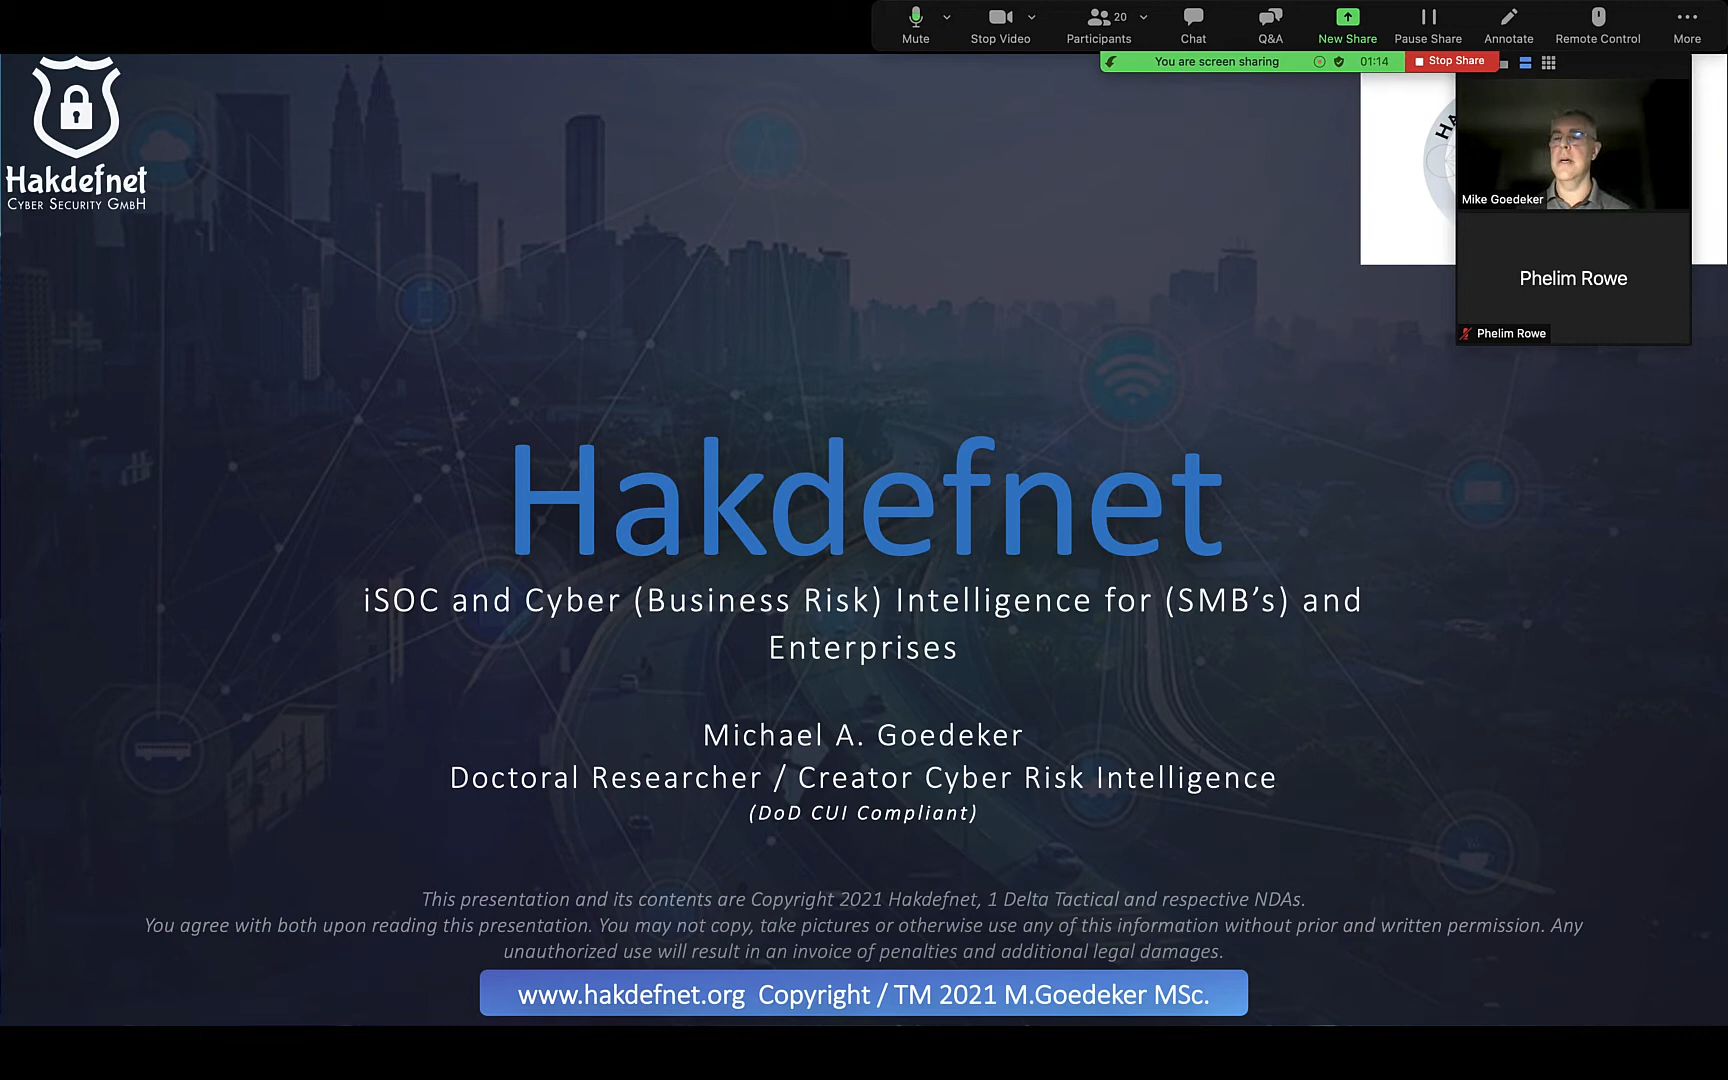 Mute
Stop Video
Participants
20
Chat
Q&A
New Share
Pause Share
Annotate
Remote Control
More
You are screen sharing
01:14
Stop Share
Hakdefnet
Cyber Security GmbH
HA
Mike Goedeker
Phelim Rowe
Phelim Rowe
Hakdefnet
iSOC and Cyber (Business Risk) Intelligence for (SMB’s) and
Enterprises
Michael A. Goedeker
Doctoral Researcher / Creator Cyber Risk Intelligence
(DoD CUI Compliant)
This presentation and its contents are Copyright 2021 Hakdefnet, 1 Delta Tactical and respective NDAs.
You agree with both upon reading this presentation. You may not copy, take pictures or otherwise use any of this information without prior and written permission. Any
unauthorized use will result in an invoice of penalties and additional legal damages.
www.hakdefnet.org Copyright / TM 2021 M.Goedeker MSc.